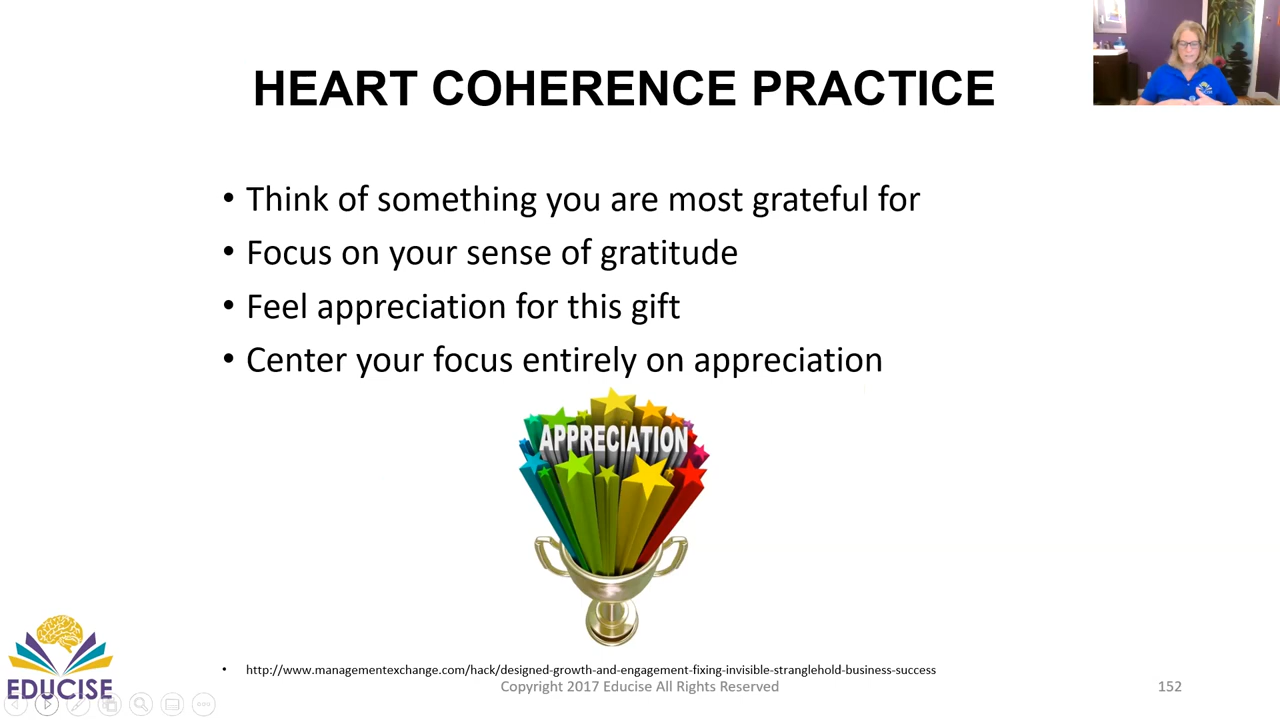 HEART COHERENCE PRACTICE
• Think of something you are most grateful for
• Focus on your sense of gratitude
• Feel appreciation for this gift
• Center your focus entirely on appreciation
APPRECIATION
• http://www.managementexchange.com/hack/designed-growth-and-engagement-fixing-invisible-stranglehold-business-success
EDUCISE
Copyright 2017 Educise All Rights Reserved
152